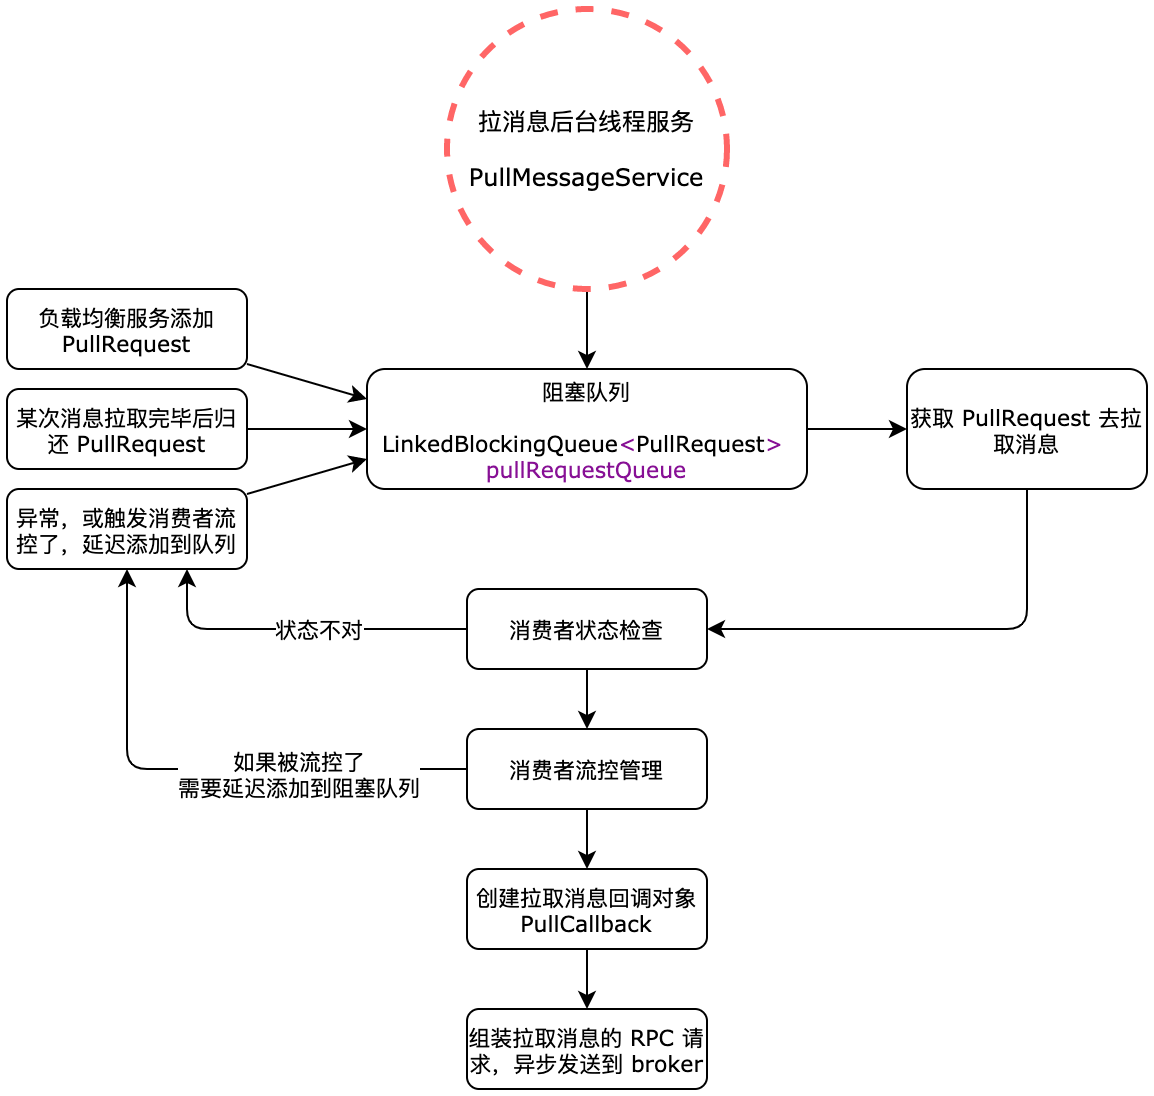 拉消息后台线程服务
PullMessageService
负载均衡服务添加
PullRequest
某次消息拉取完毕后归
还 PullRequest
异常，或触发消费者流
控了，延迟添加到队列
阻塞队列
LinkedBlockingQueue<PullRequest>
pullRequestQueue
获取 PullRequest 去拉
取消息
状态不对
消费者状态检查
如果被流控了
需要延迟添加到阻塞队列
消费者流控管理
创建拉取消息回调对象
PullCallback
组装拉取消息的 RPC 请
求，异步发送到 broker